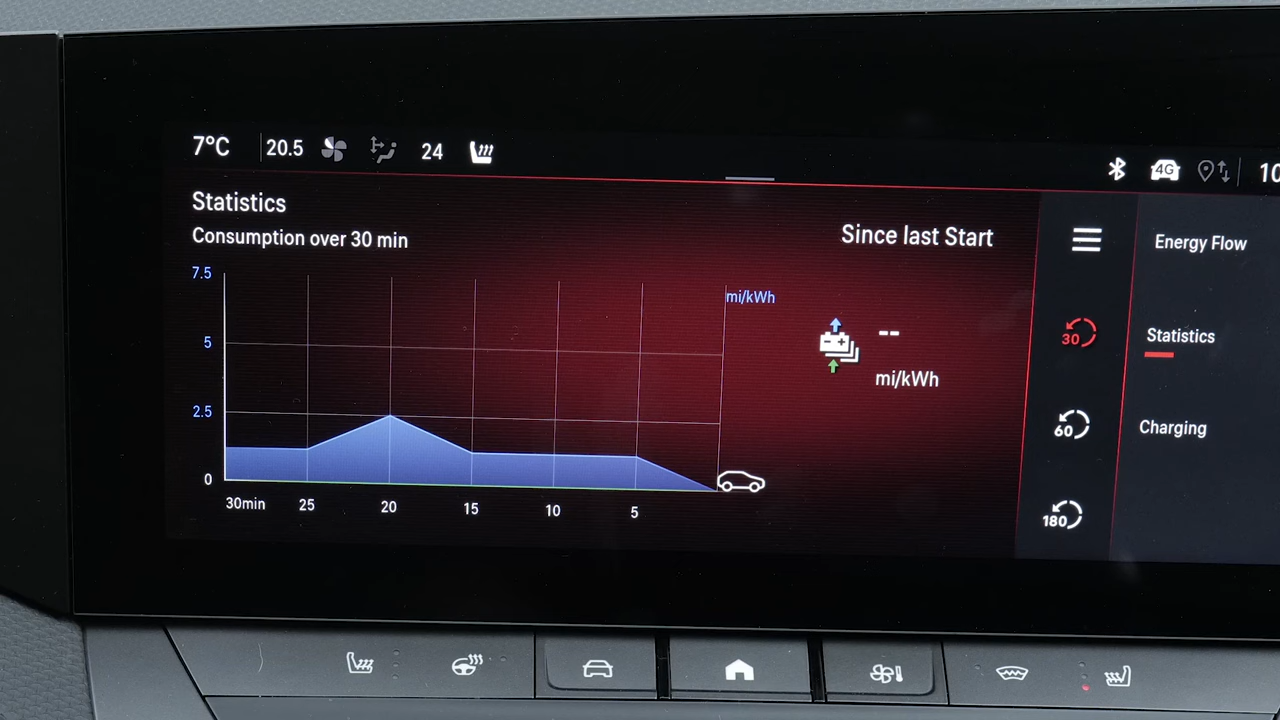 7°C 20.5 24 4G 10
Statistics
Consumption over 30 min
Since last Start
Energy Flow
7.5
mi/kWh
5
--
mi/kWh
30
Statistics
2.5
60
Charging
0
30min 25 20 15 10 5
180